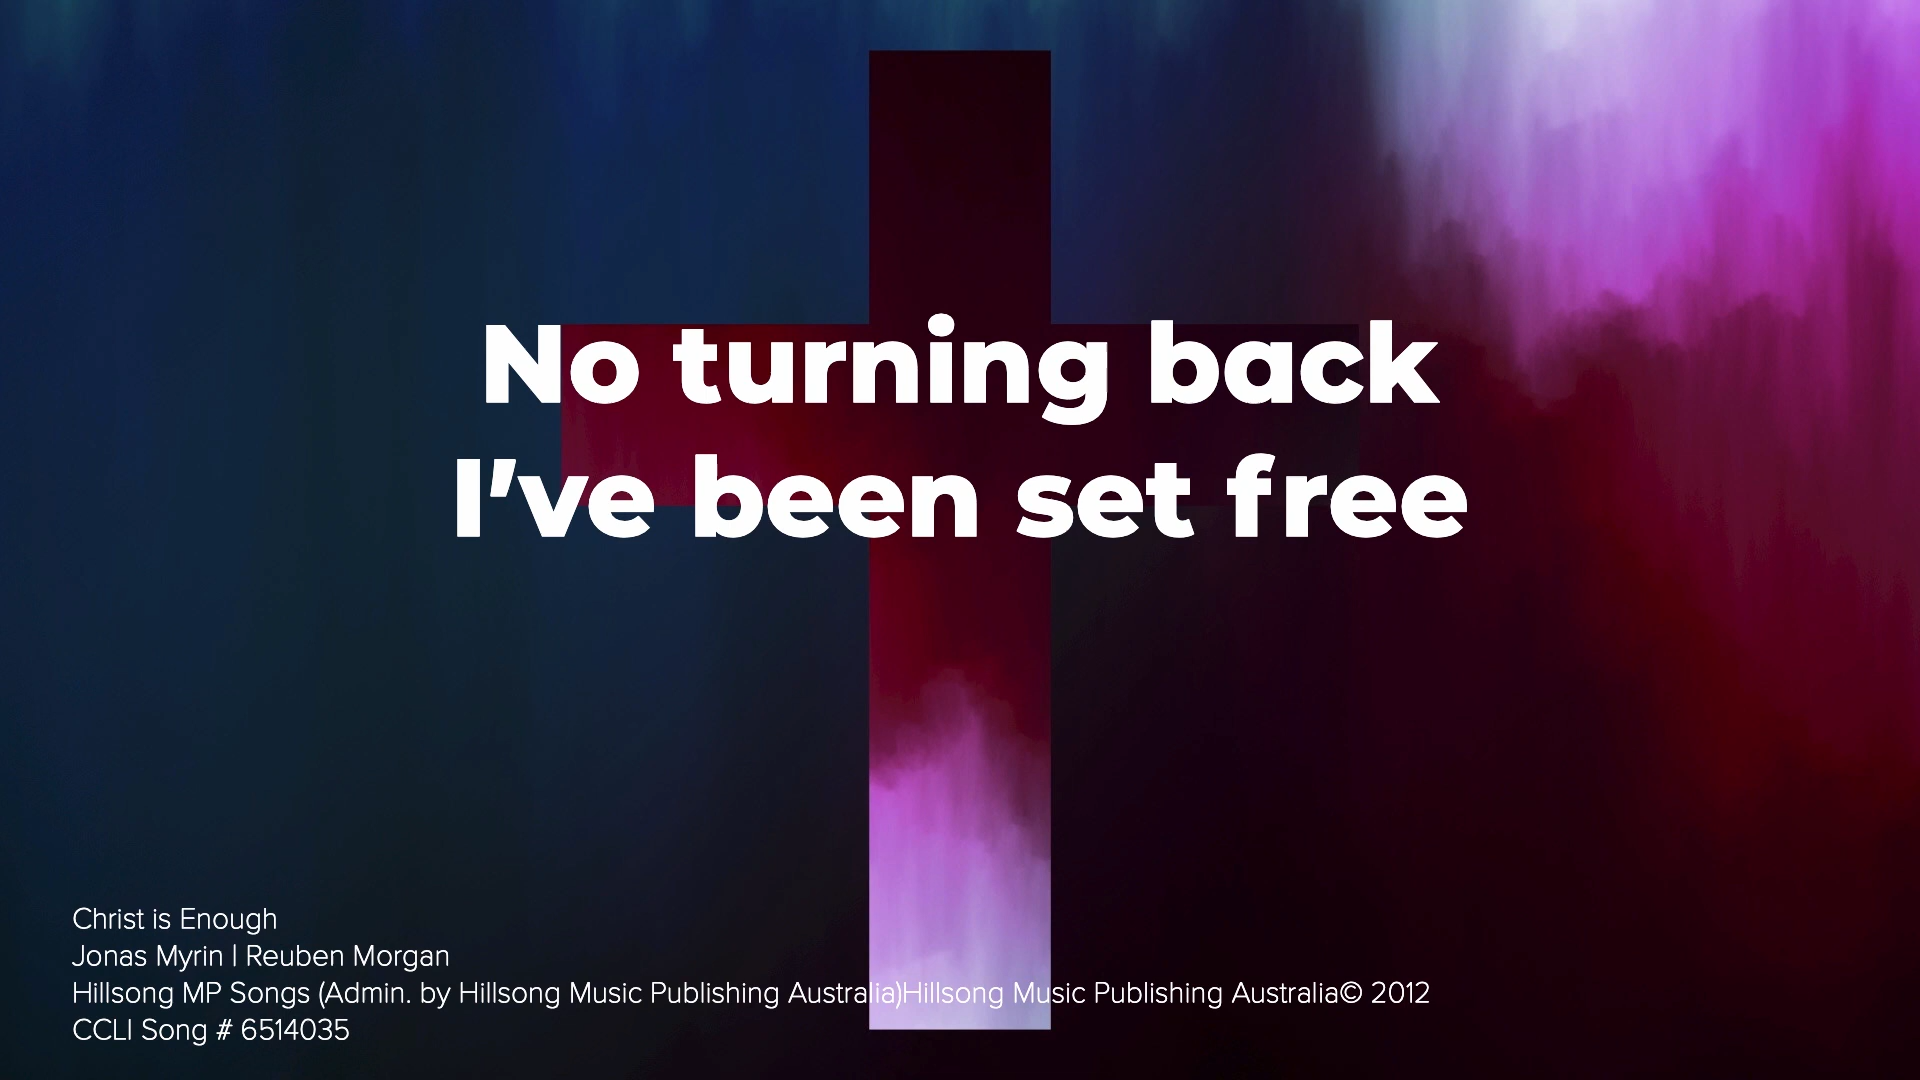 No turning back
I've been set free
Christ is Enough
Jonas Myrin | Reuben Morgan
Hillsong MP Songs (Admin. by Hillsong Music Publishing Australia)Hillsong Music Publishing Australia© 2012
CCLI Song # 6514035